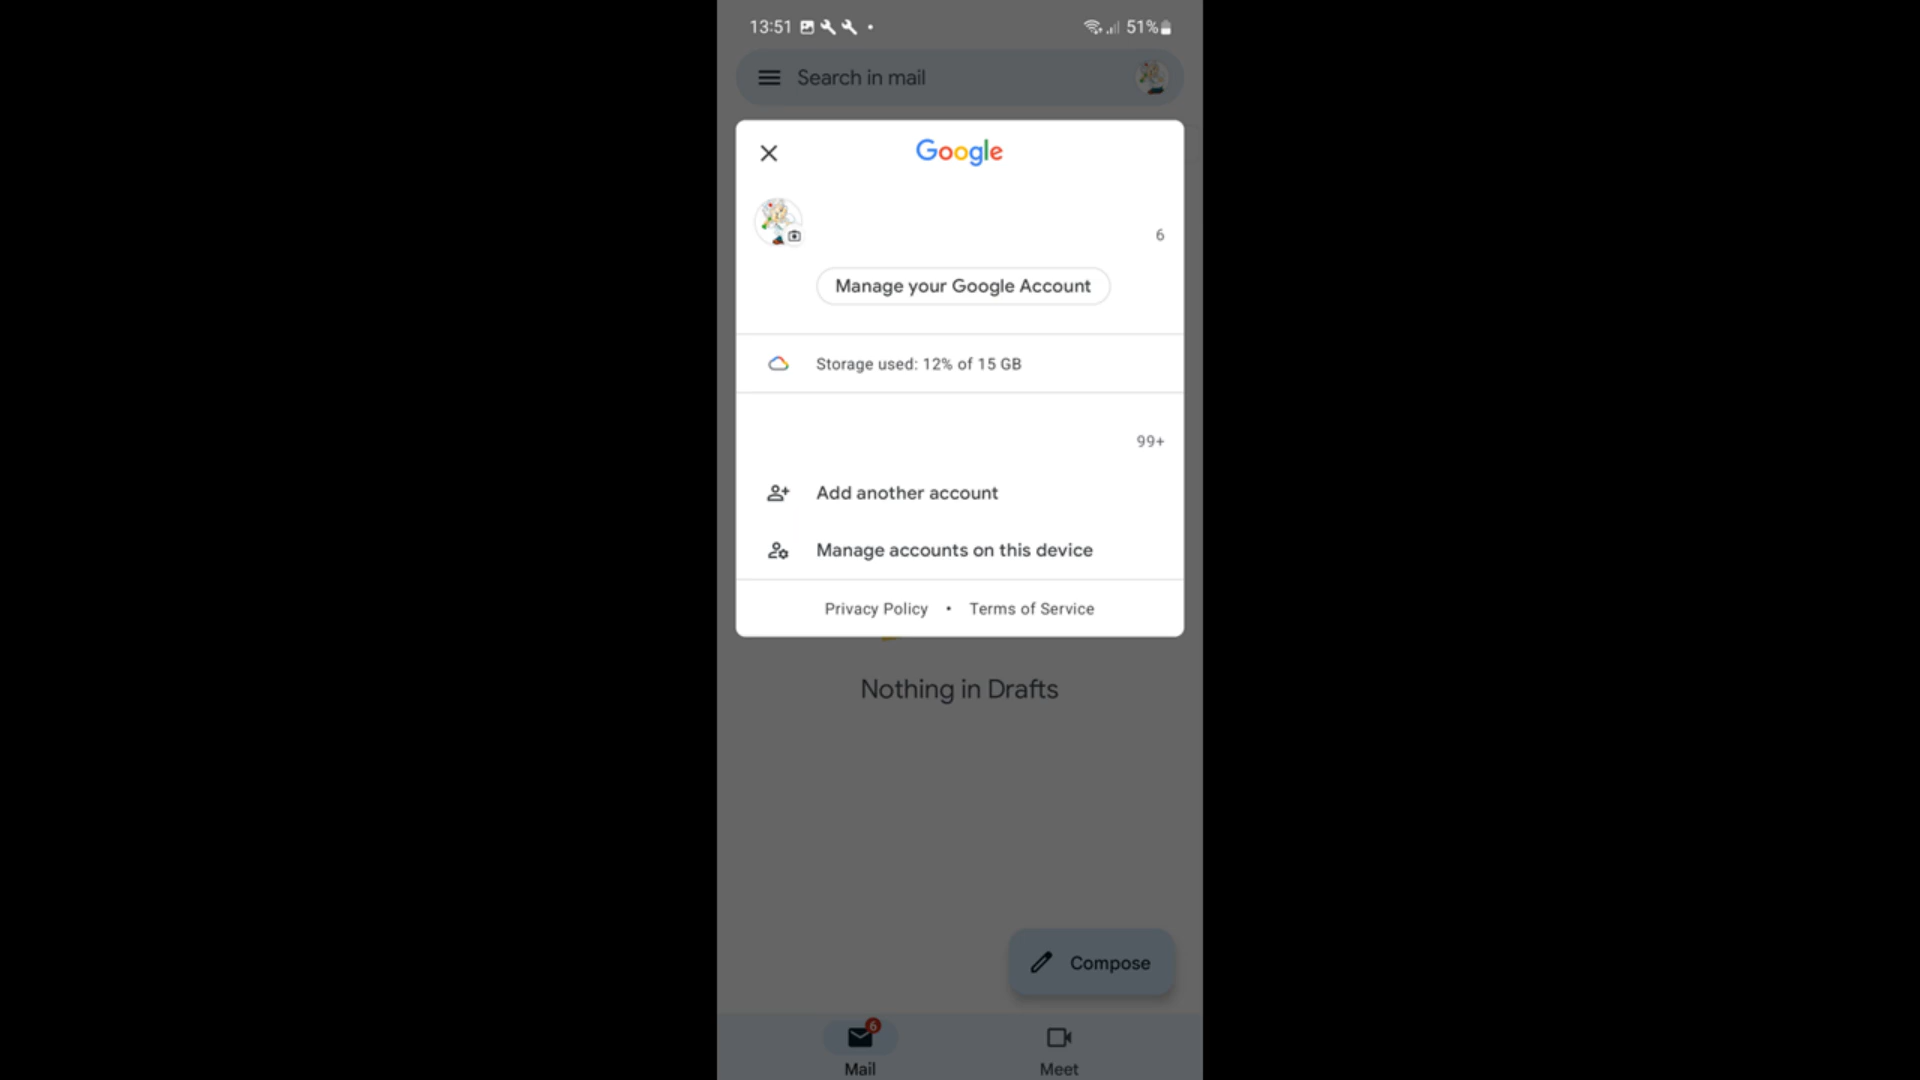 13:51 51%
Search in mail
Google
6
Manage your Google Account
Storage used: 12% of 15 GB
99+
Add another account
Manage accounts on this device
Privacy Policy • Terms of Service
Nothing in Drafts
Compose
6
Mail Meet